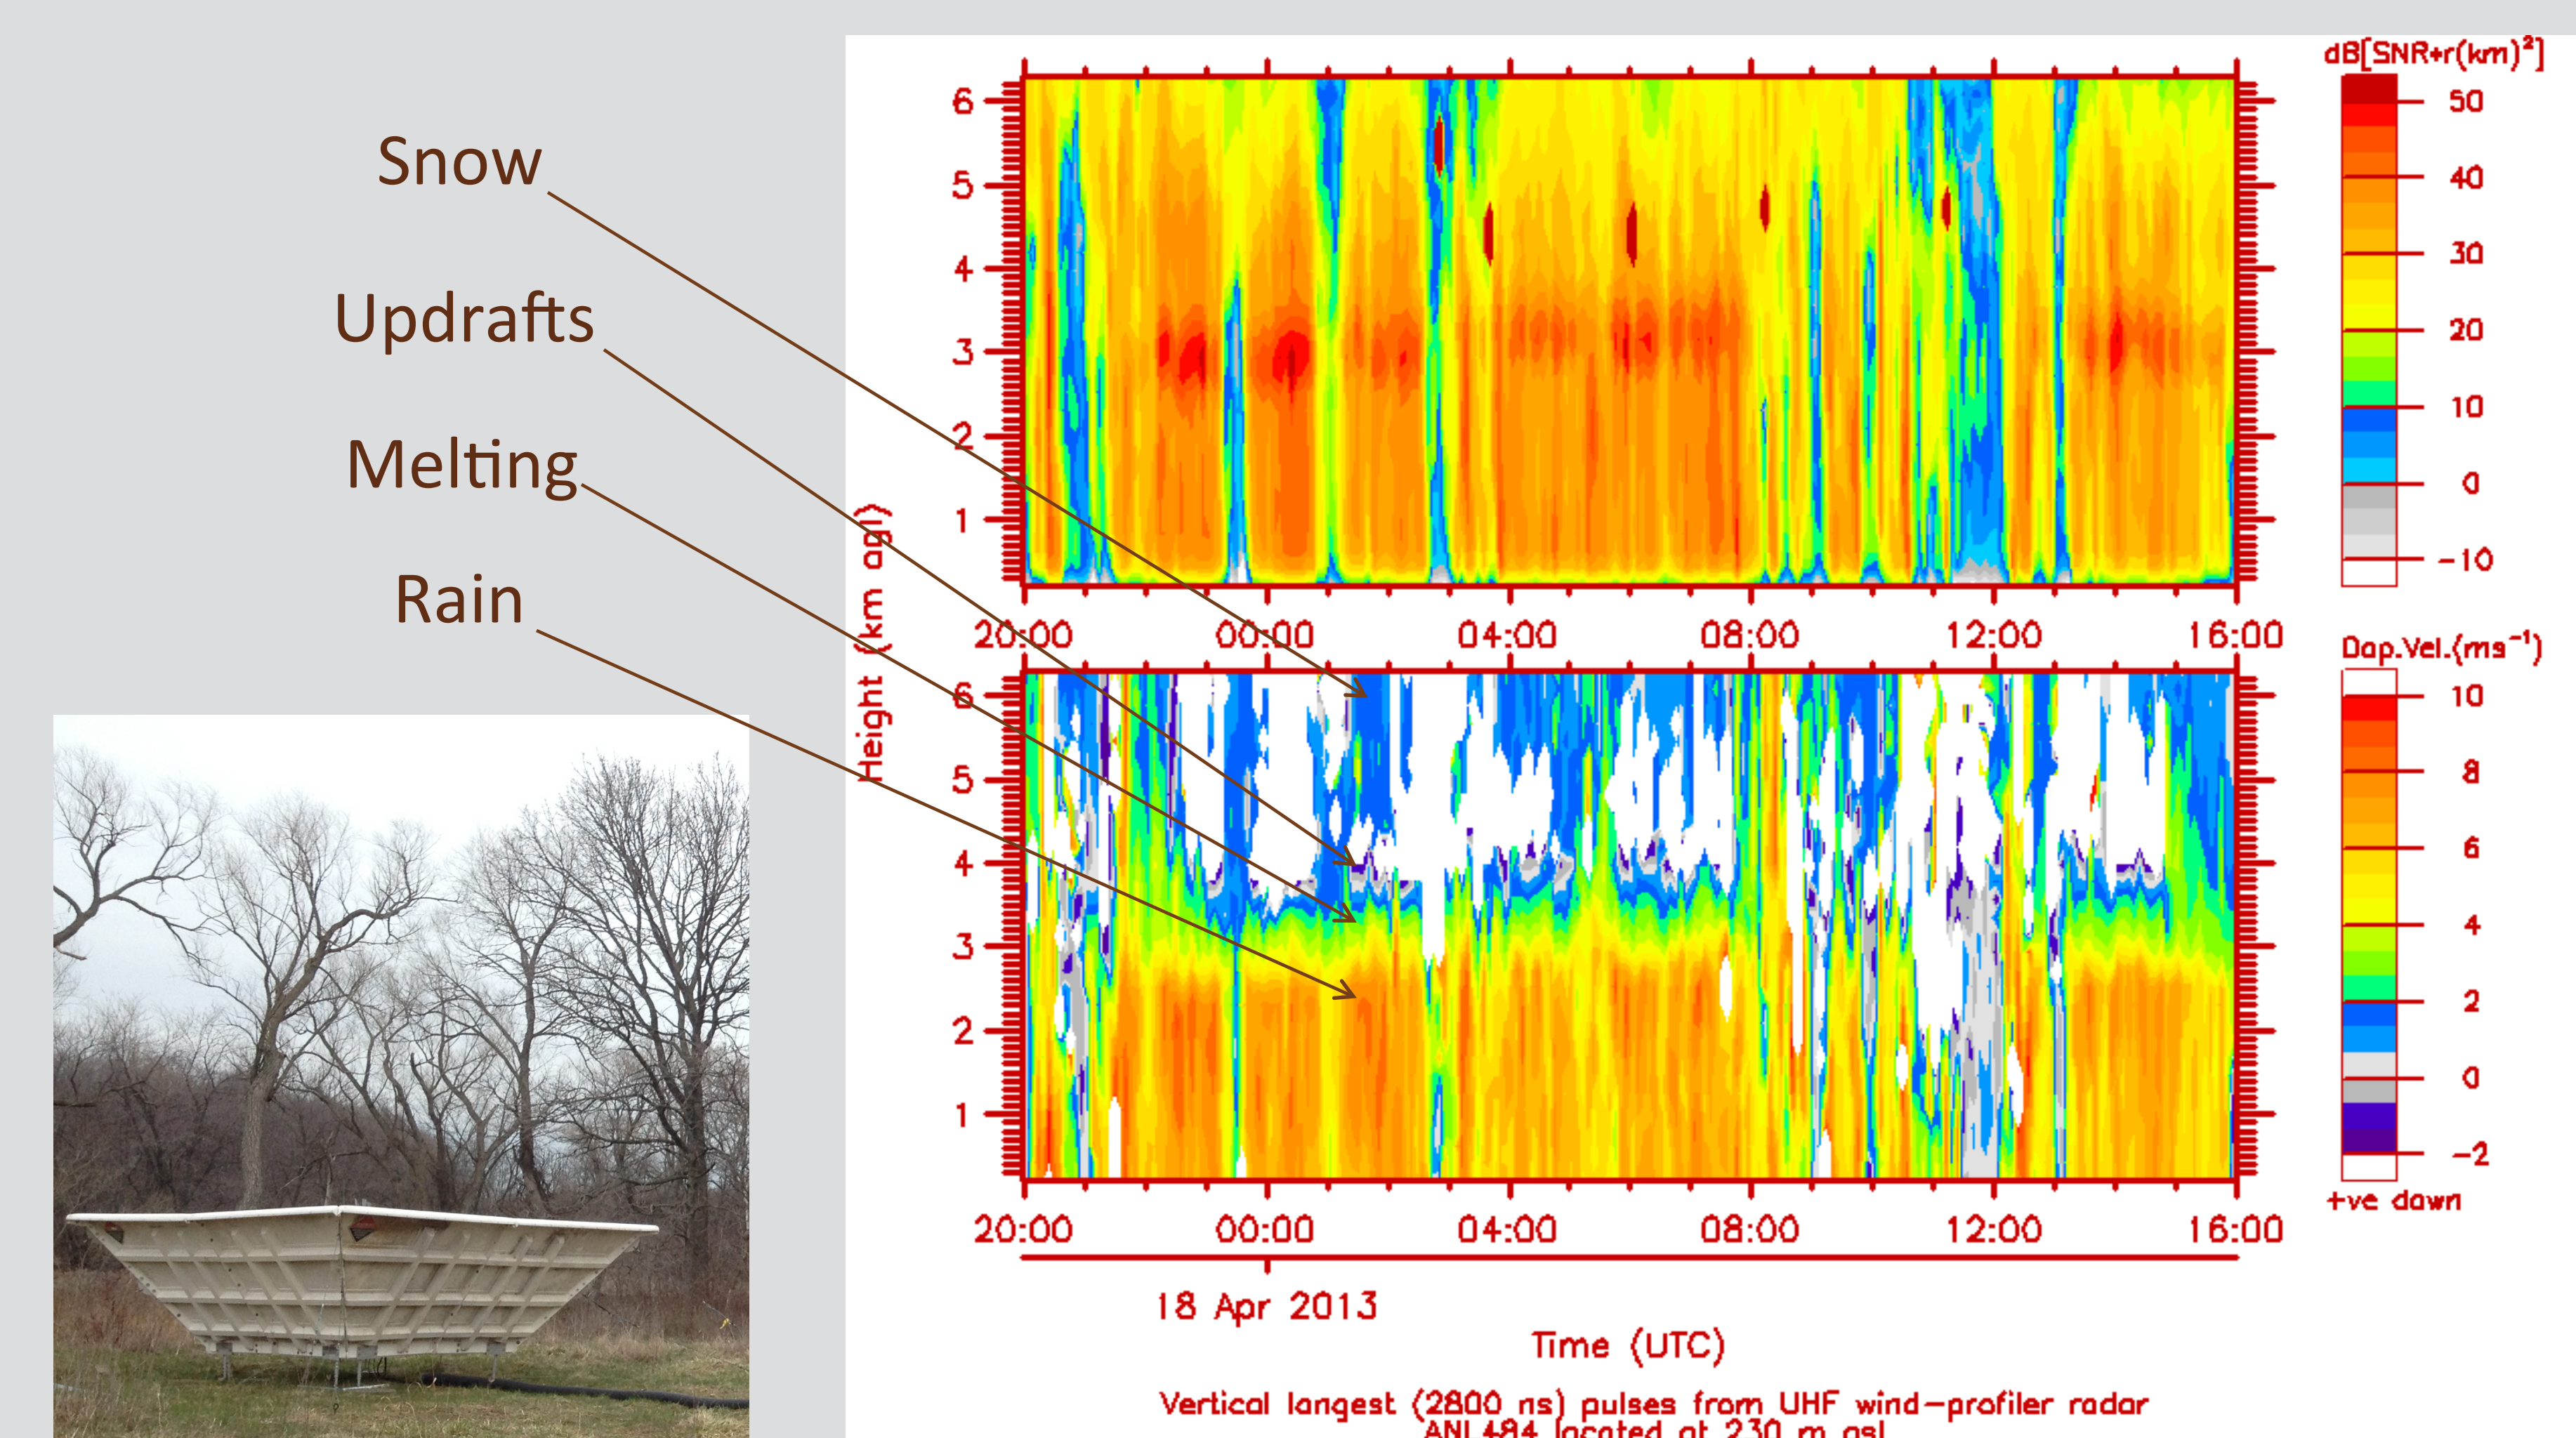 Snow
Updrafts
Melting
Rain
dB[SNR+r(km)²]
6
5
4
3
2
1
50
40
30
20
10
0
-10
20:00 00:00 04:00 08:00 12:00 16:00
Height (km agl)
Dop.Vel.(ms⁻¹)
6
5
4
3
2
1
10
8
6
4
2
0
-2
+ve down
20:00 00:00 04:00 08:00 12:00 16:00
18 Apr 2013
Time (UTC)
Vertical longest (2800 ns) pulses from UHF wind-profiler radar
located at 230 m asl